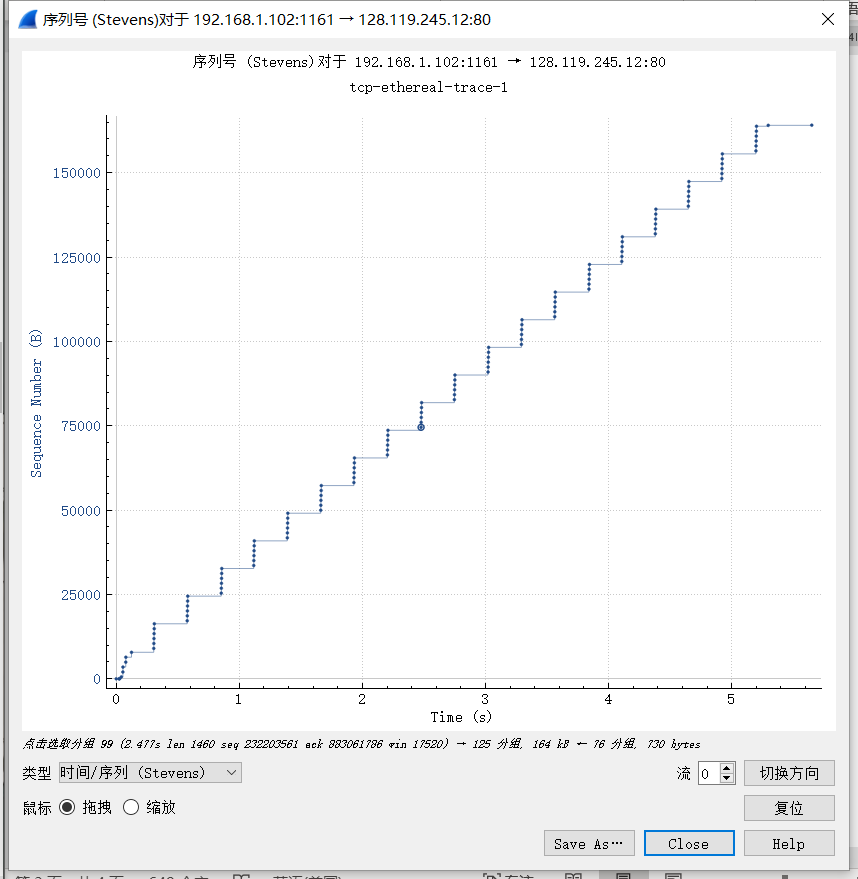 序列号 (Stevens)对于 192.168.1.102:1161 → 128.119.245.12:80
序列号 (Stevens)对于 192.168.1.102:1161 → 128.119.245.12:80
tcp-ethereal-trace-1
150000
125000
100000
75000
50000
25000
0
Sequence Number (B)
0 1 2 3 4 5
Time (s)
点击选取分组 99 (2.477s len 1460 seq 232203561 ack 883061786 win 17520) → 125 分组, 164 kB ← 76 分组, 730 bytes
类型 时间/序列 (Stevens) 流 0 切换方向
鼠标 拖拽 缩放 复位
Save As… Close Help